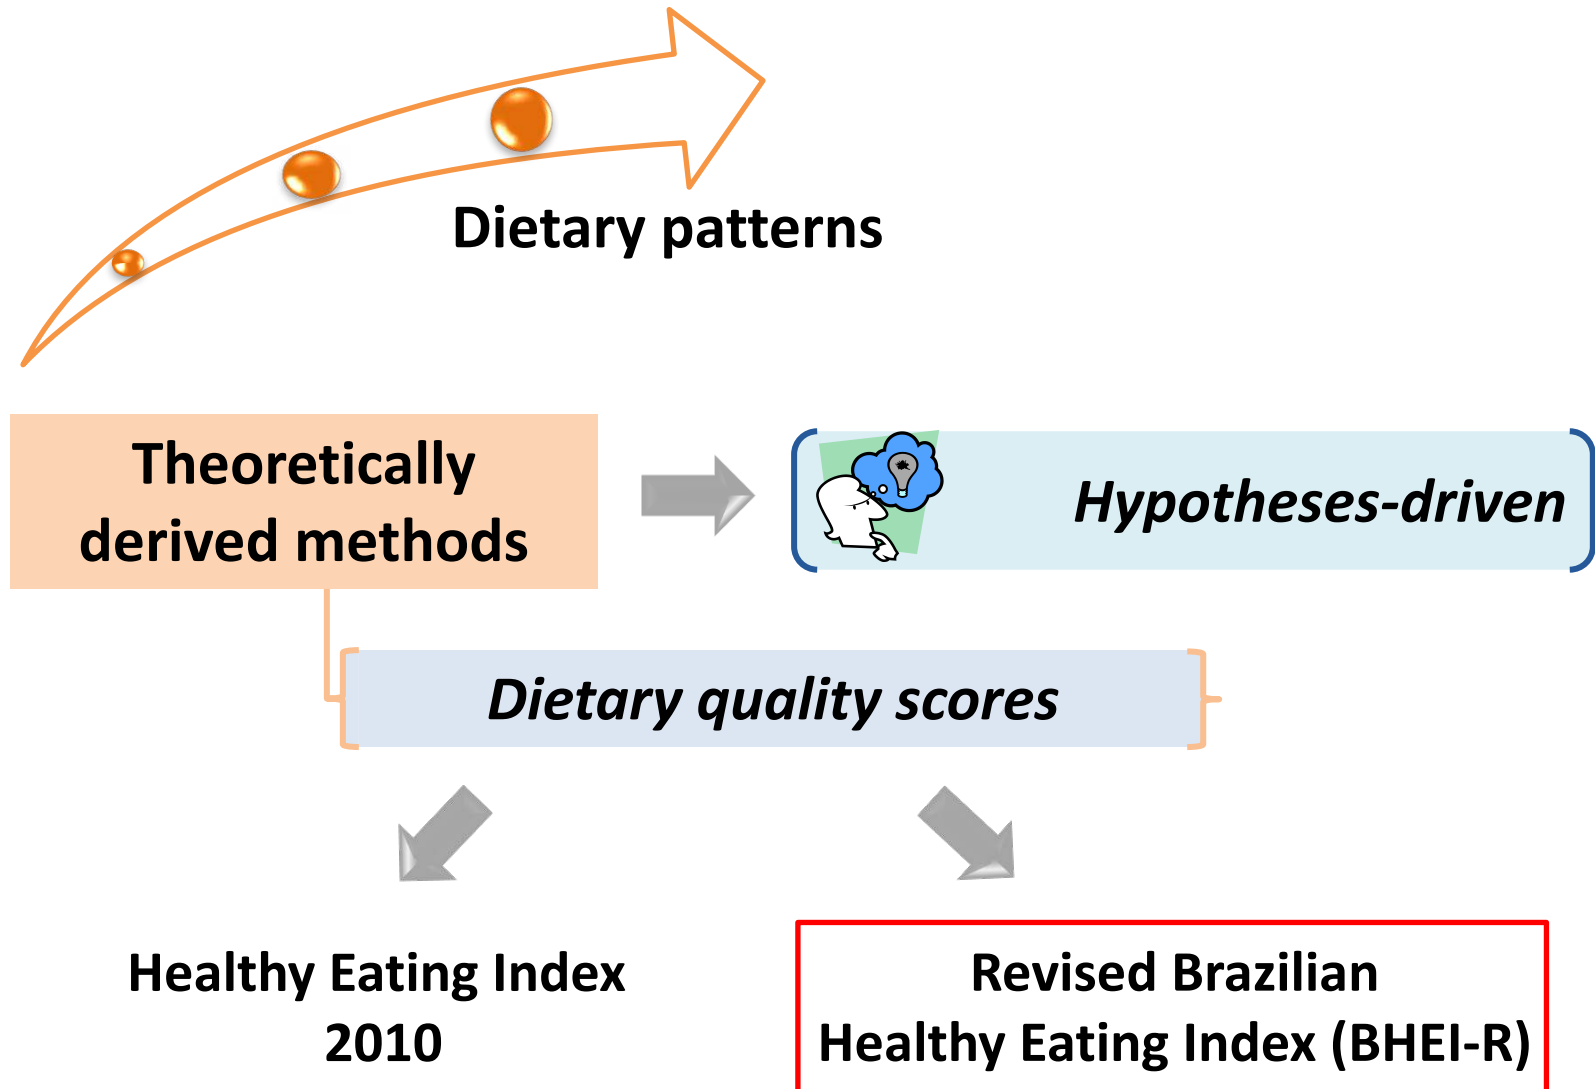 Dietary patterns
Theoretically
derived methods
Hypotheses-driven
Dietary quality scores
Healthy Eating Index
2010
Revised Brazilian
Healthy Eating Index (BHEI-R)